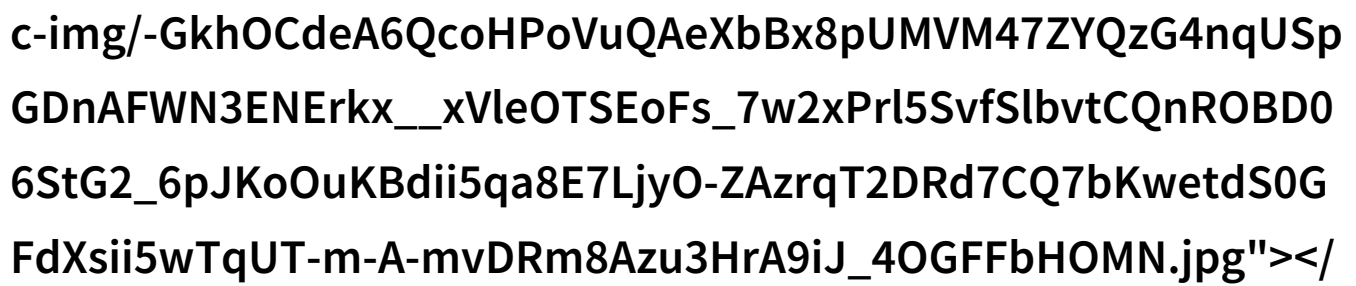 c-img/-GkhOCdeA6QcoHPoVuQAeXbBx8pUMVM47ZYQzG4nqUSp
GDnAFWN3ENErkx__xVleOTSEoFs_7w2xPrl5SvfSlbvtCQnROBD0
6StG2_6pJKoOuKBdii5qa8E7LjyO-ZAzrqT2DRd7CQ7bKwetdS0G
FdXsii5wTqUT-m-A-mvDRm8Azu3HrA9iJ_4OGFFbHOMN.jpg"></